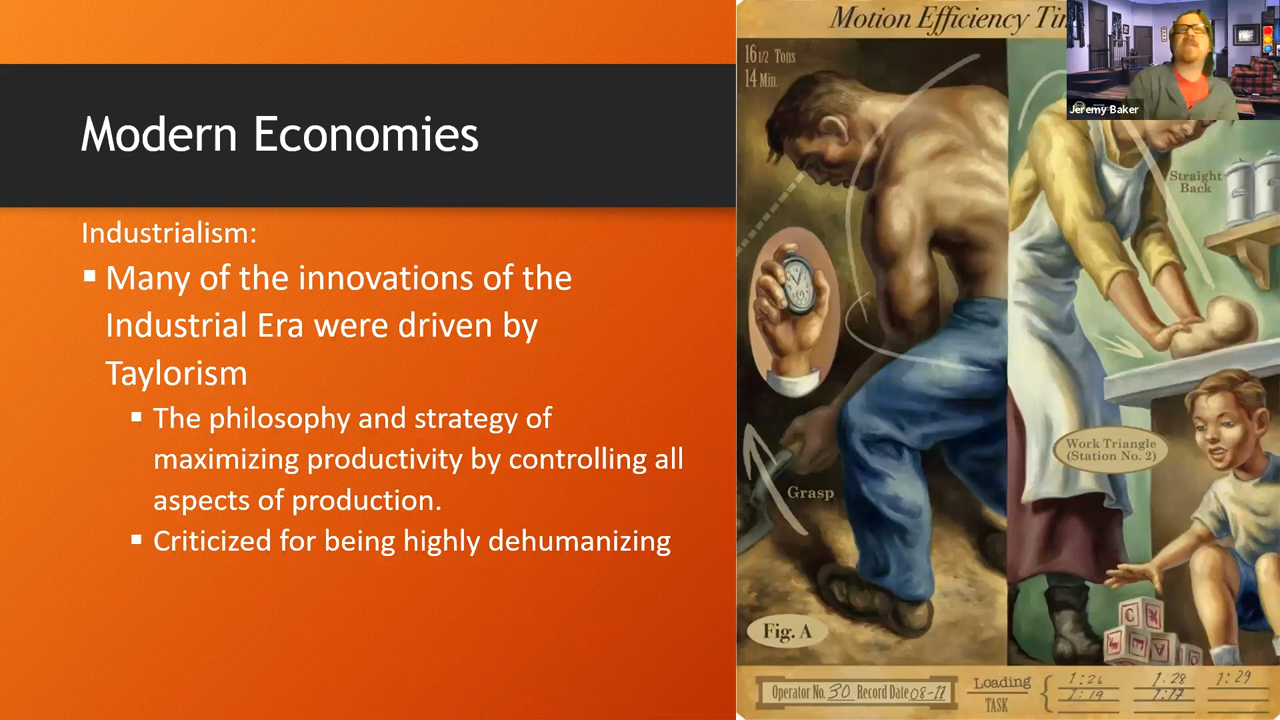 Modern Economies
Industrialism:
Many of the innovations of the
Industrial Era were driven by
Taylorism
The philosophy and strategy of
maximizing productivity by controlling all
aspects of production.
Criticized for being highly dehumanizing
Motion Efficiency
16 1/2 Tons
14 Min.
Jeremy Baker
Straight
Back
Work Triangle
(Station No. 2)
Grasp
Fig. A
Operator No. 30 Record Date 08-11
Loading
TASK
1:26 1:28 1:29
1:19 1:17